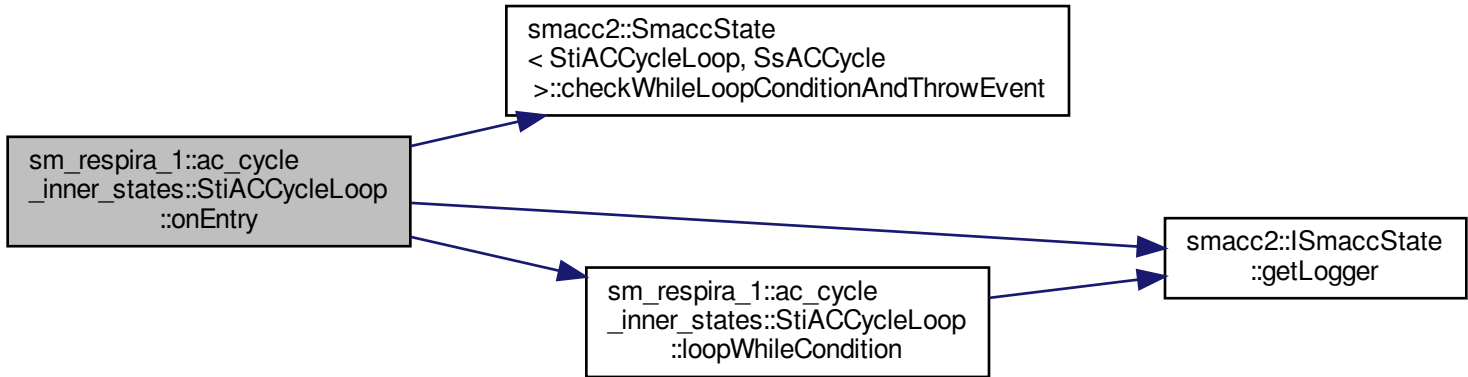 smacc2::SmaccState
< StiACCycleLoop, SsACCycle
>::checkWhileLoopConditionAndThrowEvent
sm_respira_1::ac_cycle
_inner_states::StiACCycleLoop
::onEntry
smacc2::ISmaccState
::getLogger
sm_respira_1::ac_cycle
_inner_states::StiACCycleLoop
::loopWhileCondition